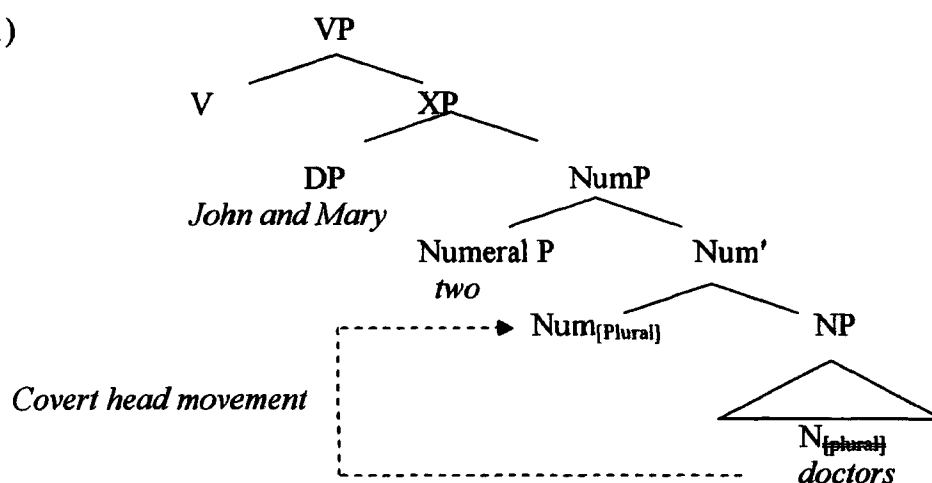 )
VP
V XP
DP NumP
John and Mary
Numeral P Num'
two
Num[Plural] NP
Covert head movement
N[plural]
doctors